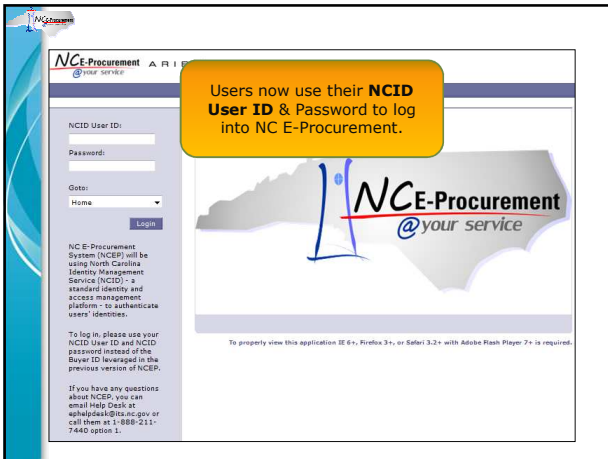 NCE-Procurement
NCE-Procurement
@your service
Users now use their NCID
User ID & Password to log
into NC E-Procurement.
NCID User ID:
Password:
Goto:
Home
Login
NC E-Procurement
System (NCEP) will be
using North Carolina
Identity Management
Service (NCID) - a
standard identity and
access management
platform - to authenticate
users' identities.
To log in, please use your
NCID User ID and NCID
password instead of the
Buyer ID leveraged in the
previous version of NCEP.
If you have any questions
about NCEP, you can
email Help Desk at
ephelpdesk@its.nc.gov or
call them at 1-888-211-
7440 option 1.
NCE-Procurement
@your service
To properly view this application IE 6+, Firefox 3+, or Safari 3.2+ with Adobe Flash Player 7+ is required.